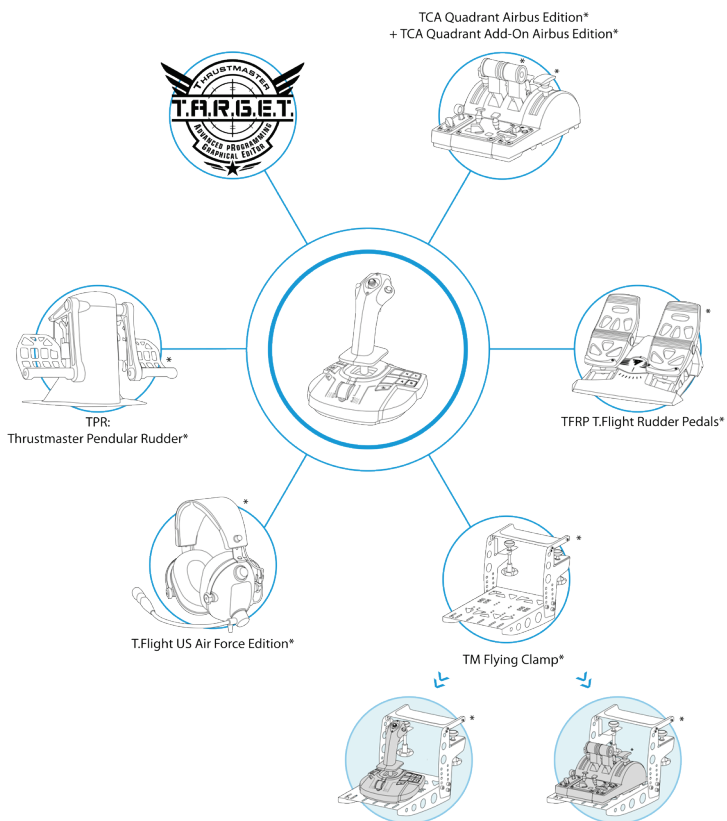 TCA Quadrant Airbus Edition*
+ TCA Quadrant Add-On Airbus Edition*
*
*
THRUSTMASTER
T.A.R.G.E.T.
ADVANCED PROGRAMMING
GRAPHICAL EDITOR
*
*
TPR:
Thrustmaster Pendular Rudder*
TFRP T.Flight Rudder Pedals*
*
*
T.Flight US Air Force Edition*
TM Flying Clamp*
*
*